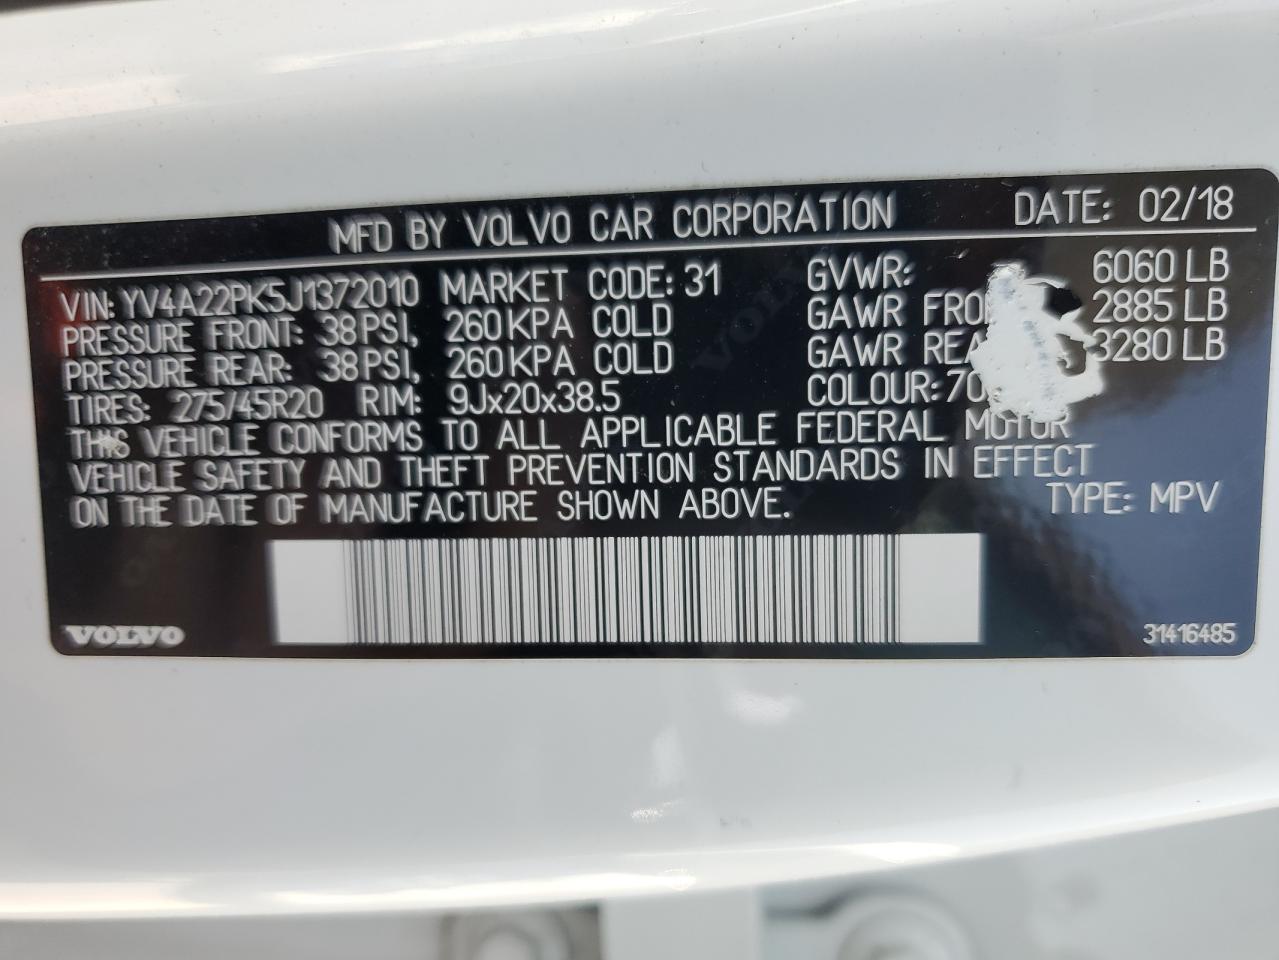 MFD BY VOLVO CAR CORPORATION DATE: 02/18
VIN: YV4A22PK5J1372010 MARKET CODE: 31 GVWR: 6060 LB
PRESSURE FRONT: 38 PSI, 260 KPA COLD GAWR 2885 LB
PRESSURE REAR: 38 PSI, 260 KPA COLD GAWR 3280 LB
TIRES: 275/45R20 RIM: 9Jx20x38.5 COLOUR:
THIS VEHICLE CONFORMS TO ALL APPLICABLE FEDERAL MOTOR
VEHICLE SAFETY AND THEFT PREVENTION STANDARDS IN EFFECT
ON THE DATE OF MANUFACTURE SHOWN ABOVE. TYPE: MPV
VOLVO 31416485